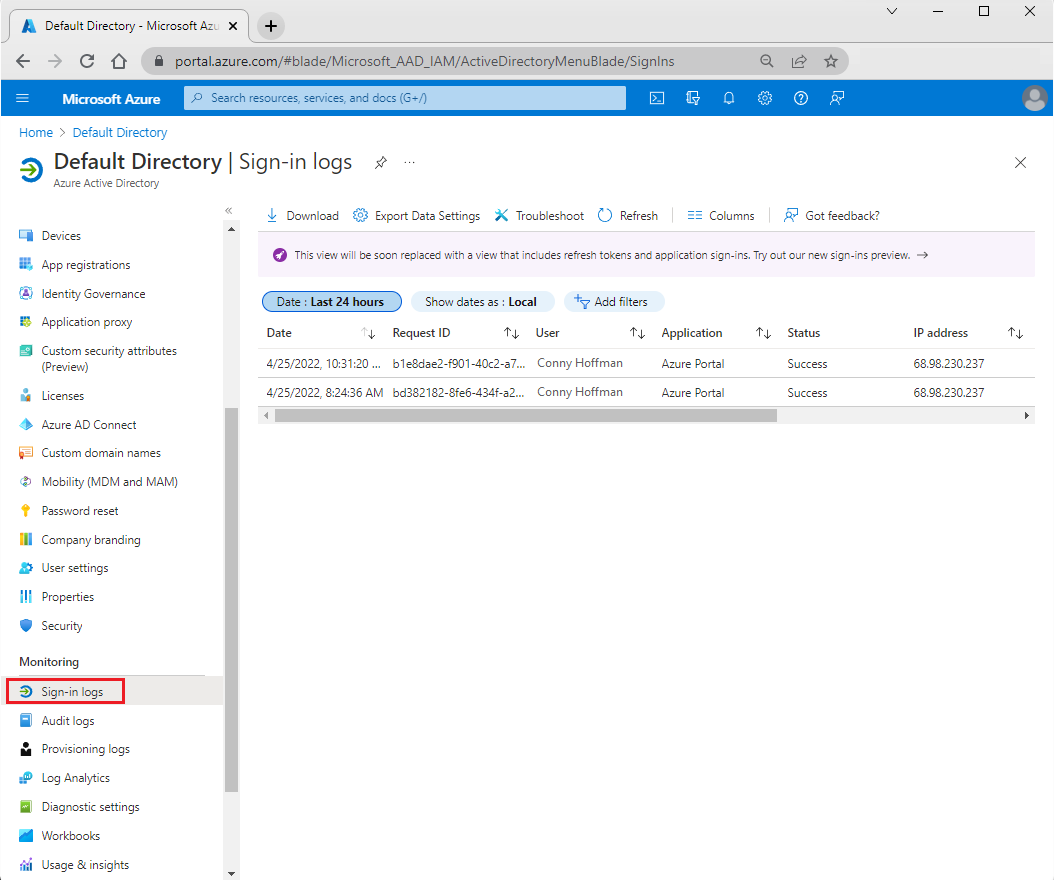 Default Directory - Microsoft Azu
portal.azure.com/#blade/Microsoft_AAD_IAM/ActiveDirectoryMenuBlade/SignIns
Microsoft Azure
Search resources, services, and docs (G+/)
Home > Default Directory
Default Directory | Sign-in logs ...
Azure Active Directory
«
Devices
App registrations
Identity Governance
Application proxy
Custom security attributes
(Preview)
Licenses
Azure AD Connect
Custom domain names
Mobility (MDM and MAM)
Password reset
Company branding
User settings
Properties
Security
Monitoring
Sign-in logs
Audit logs
Provisioning logs
Log Analytics
Diagnostic settings
Workbooks
Usage & insights
Download Export Data Settings Troubleshoot Refresh Columns Got feedback?
This view will be soon replaced with a view that includes refresh tokens and application sign-ins. Try out our new sign-ins preview. →
Date : Last 24 hours Show dates as : Local Add filters
Date Request ID User Application Status IP address
4/25/2022, 10:31:20 ... b1e8dae2-f901-40c2-a7... Conny Hoffman Azure Portal Success 68.98.230.237
4/25/2022, 8:24:36 AM bd382182-8fe6-434f-a2... Conny Hoffman Azure Portal Success 68.98.230.237